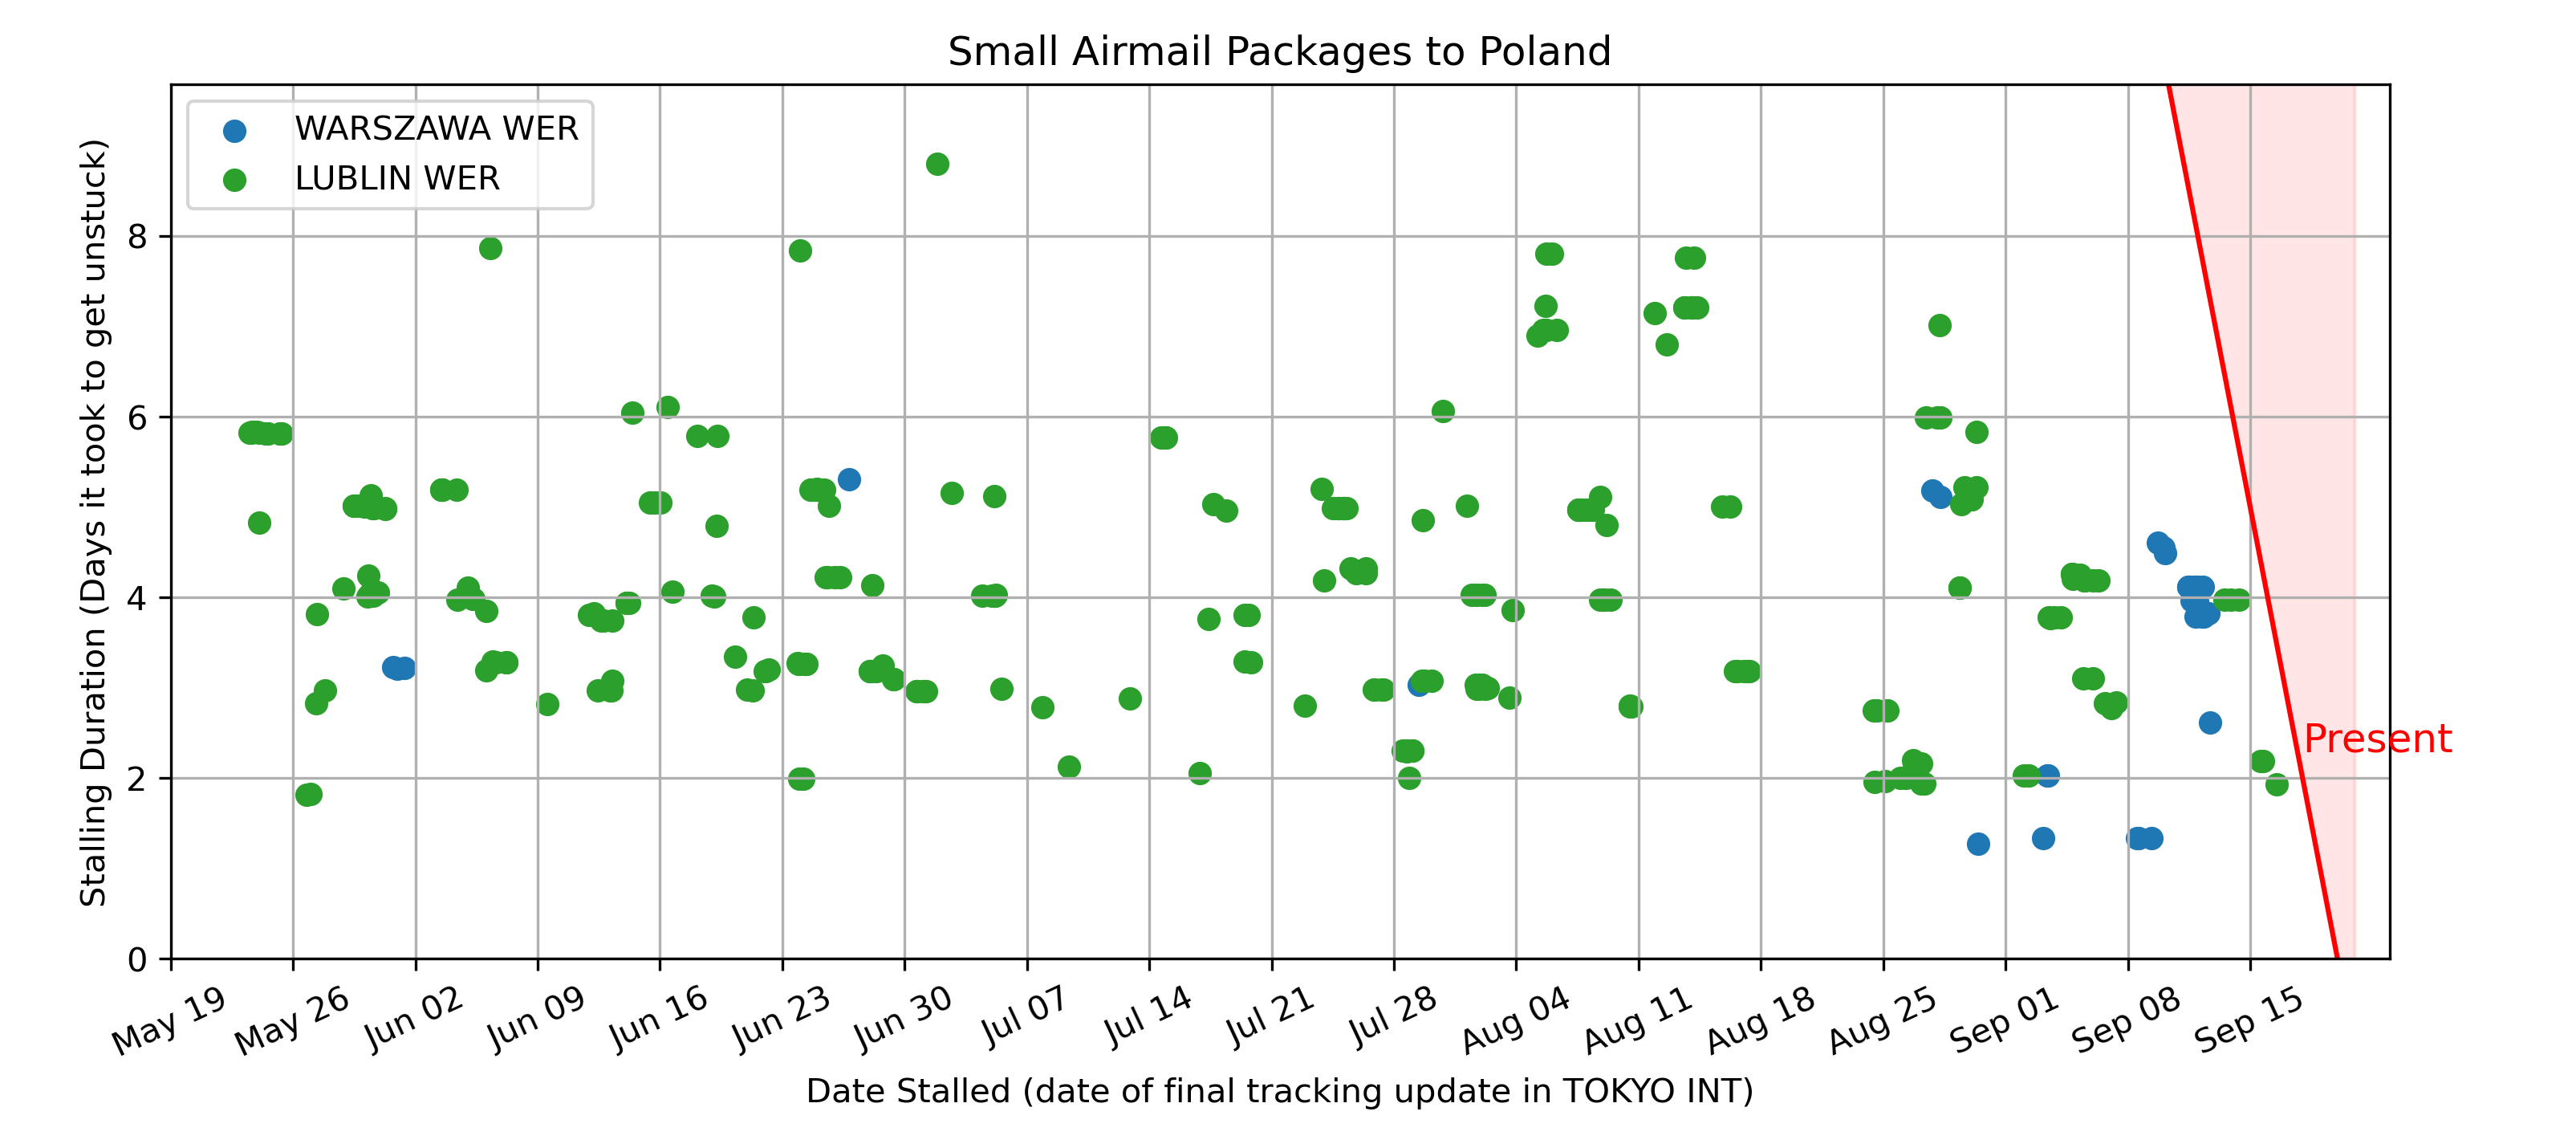 Small Airmail Packages to Poland
WARSZAWA WER
LUBLIN WER
Stalling Duration (Days it took to get unstuck)
8
6
4
2
0
Present
May 19
May 26
Jun 02
Jun 09
Jun 16
Jun 23
Jun 30
Jul 07
Jul 14
Jul 21
Jul 28
Aug 04
Aug 11
Aug 18
Aug 25
Sep 01
Sep 08
Sep 15
Date Stalled (date of final tracking update in TOKYO INT)